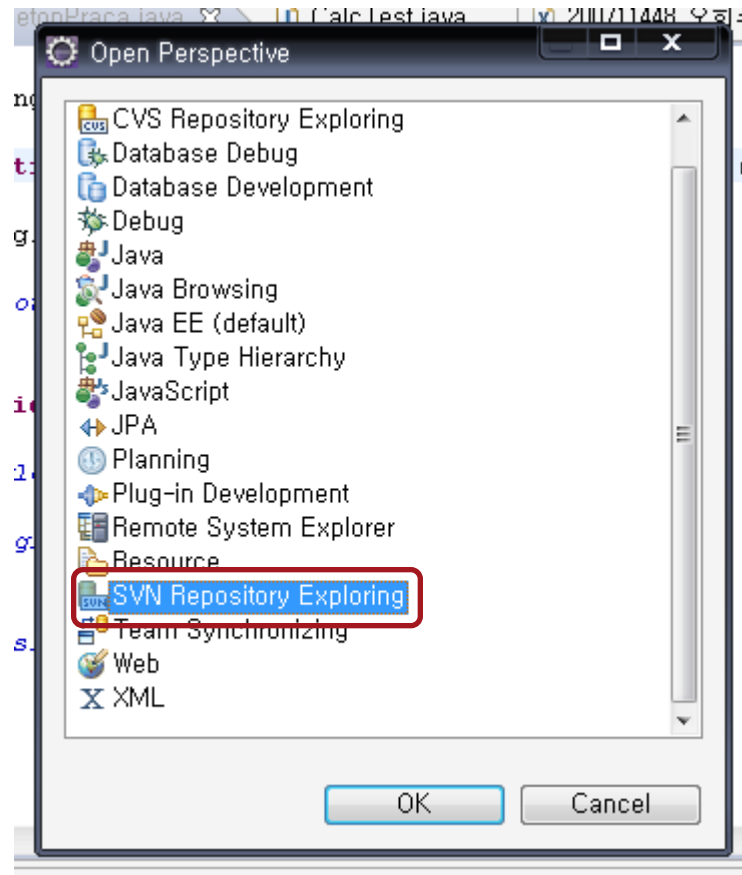 CalcTest.java
Open Perspective
CVS Repository Exploring
Database Debug
Database Development
Debug
Java
Java Browsing
Java EE (default)
Java Type Hierarchy
JavaScript
JPA
Planning
Plug-in Development
Remote System Explorer
Resource
SVN Repository Exploring
Team Synchronizing
Web
XML
OK
Cancel